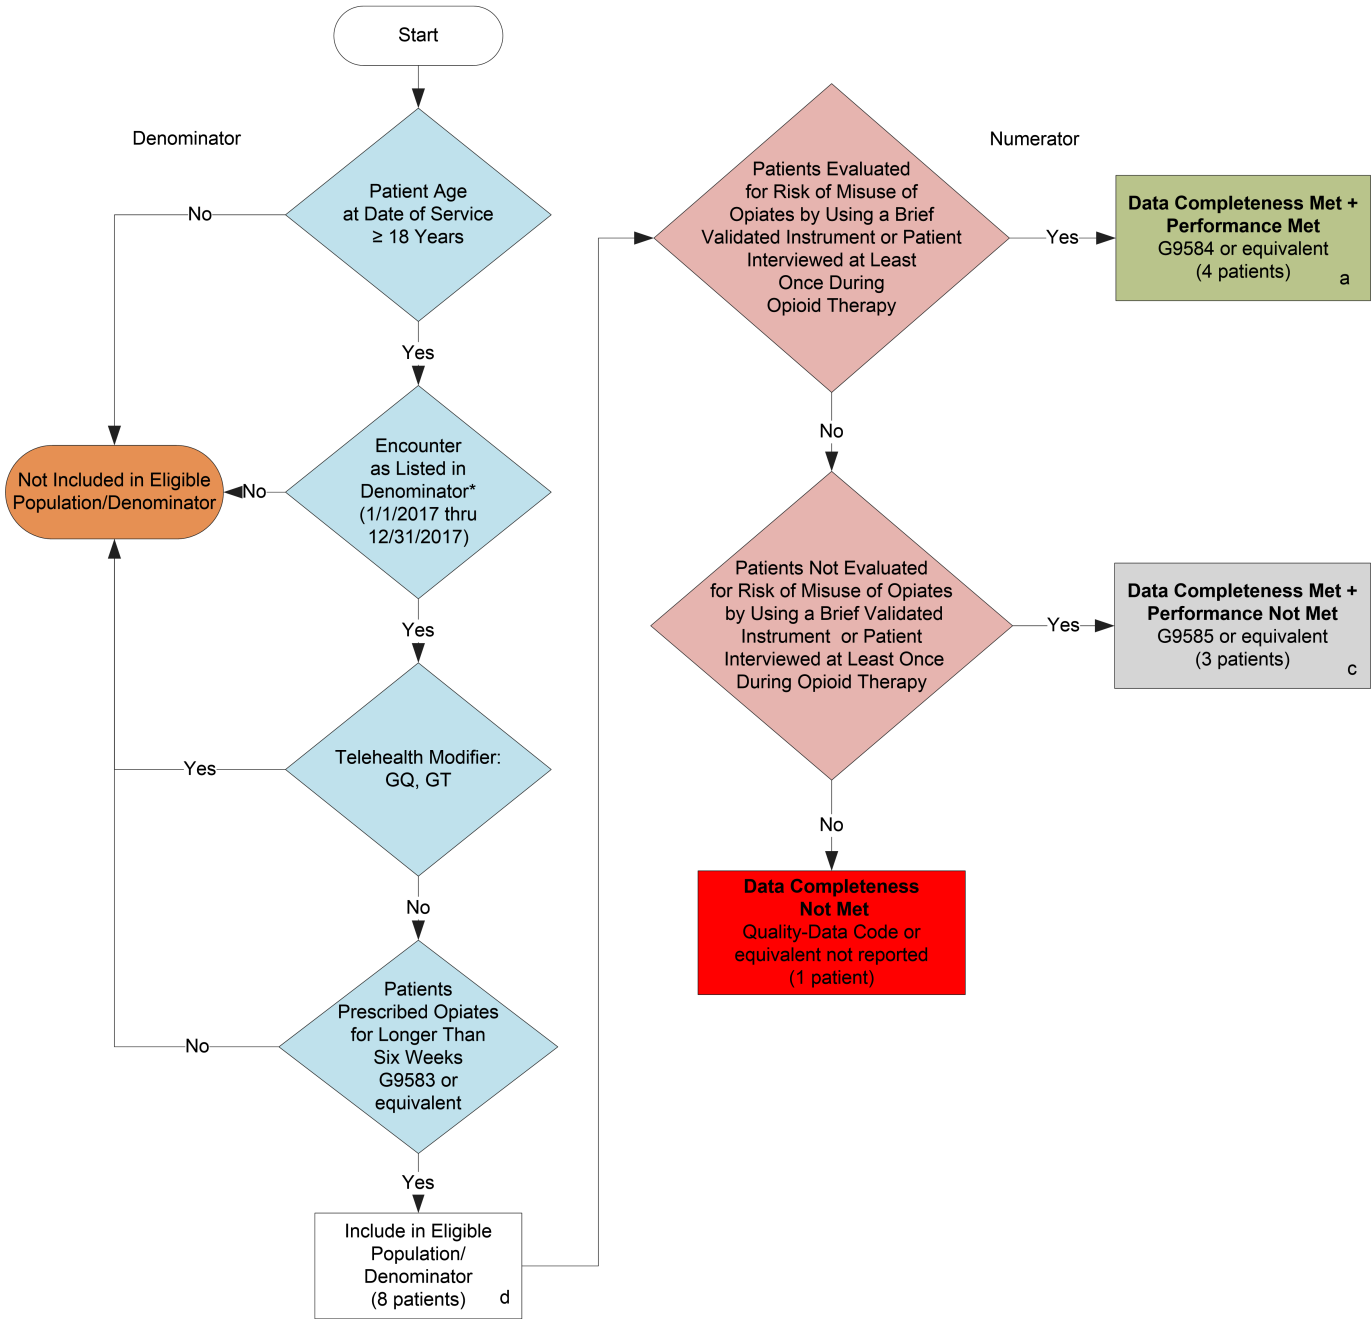 Start
Denominator
Patient Age
at Date of Service
≥ 18 Years
No
Yes
Encounter
as Listed in
Denominator*
(1/1/2017 thru
12/31/2017)
No
Not Included in Eligible
Population/Denominator
Yes
Telehealth Modifier:
GQ, GT
Yes
No
Patients
Prescribed Opiates
for Longer Than
Six Weeks
G9583 or
equivalent
No
Yes
Include in Eligible
Population/
Denominator
(8 patients)
d
Numerator
Patients Evaluated
for Risk of Misuse of
Opiates by Using a Brief
Validated Instrument or Patient
Interviewed at Least
Once During
Opioid Therapy
Yes
Data Completeness Met +
Performance Met
G9584 or equivalent
(4 patients)
a
No
Patients Not Evaluated
for Risk of Misuse of Opiates
by Using a Brief Validated
Instrument or Patient
Interviewed at Least Once
During Opioid Therapy
Yes
Data Completeness Met +
Performance Not Met
G9585 or equivalent
(3 patients)
c
No
Data Completeness
Not Met
Quality-Data Code or
equivalent not reported
(1 patient)